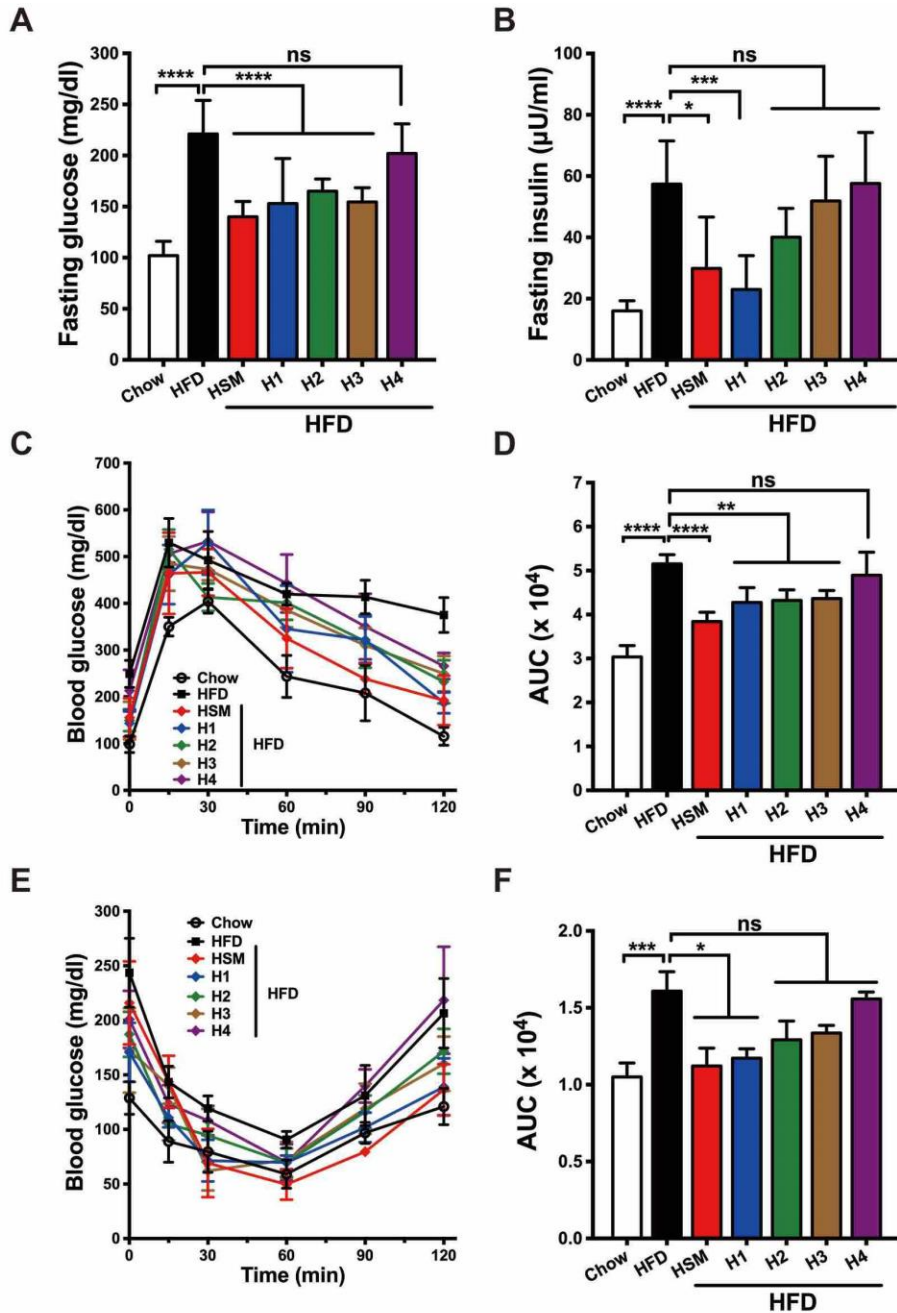 A
Fasting glucose (mg/dl)
300
250
200
150
100
50
0
ns
****
****
Chow
HFD
HSM
H1
H2
H3
H4
HFD
B
Fasting insulin (µU/ml)
100
80
60
40
20
0
ns
***
****
*
Chow
HFD
HSM
H1
H2
H3
H4
HFD
C
Blood glucose (mg/dl)
700
600
500
400
300
200
100
0
Chow
HFD
HSM
H1
H2
H3
H4
HFD
0
30
60
90
120
Time (min)
D
AUC (x 10⁴)
7
6
5
4
3
2
1
0
ns
**
****
****
Chow
HFD
HSM
H1
H2
H3
H4
HFD
E
Blood glucose (mg/dl)
300
250
200
150
100
50
0
Chow
HFD
HSM
H1
H2
H3
H4
HFD
0
30
60
90
120
Time (min)
F
AUC (x 10⁴)
2.0
1.5
1.0
0.5
0.0
ns
***
*
Chow
HFD
HSM
H1
H2
H3
H4
HFD